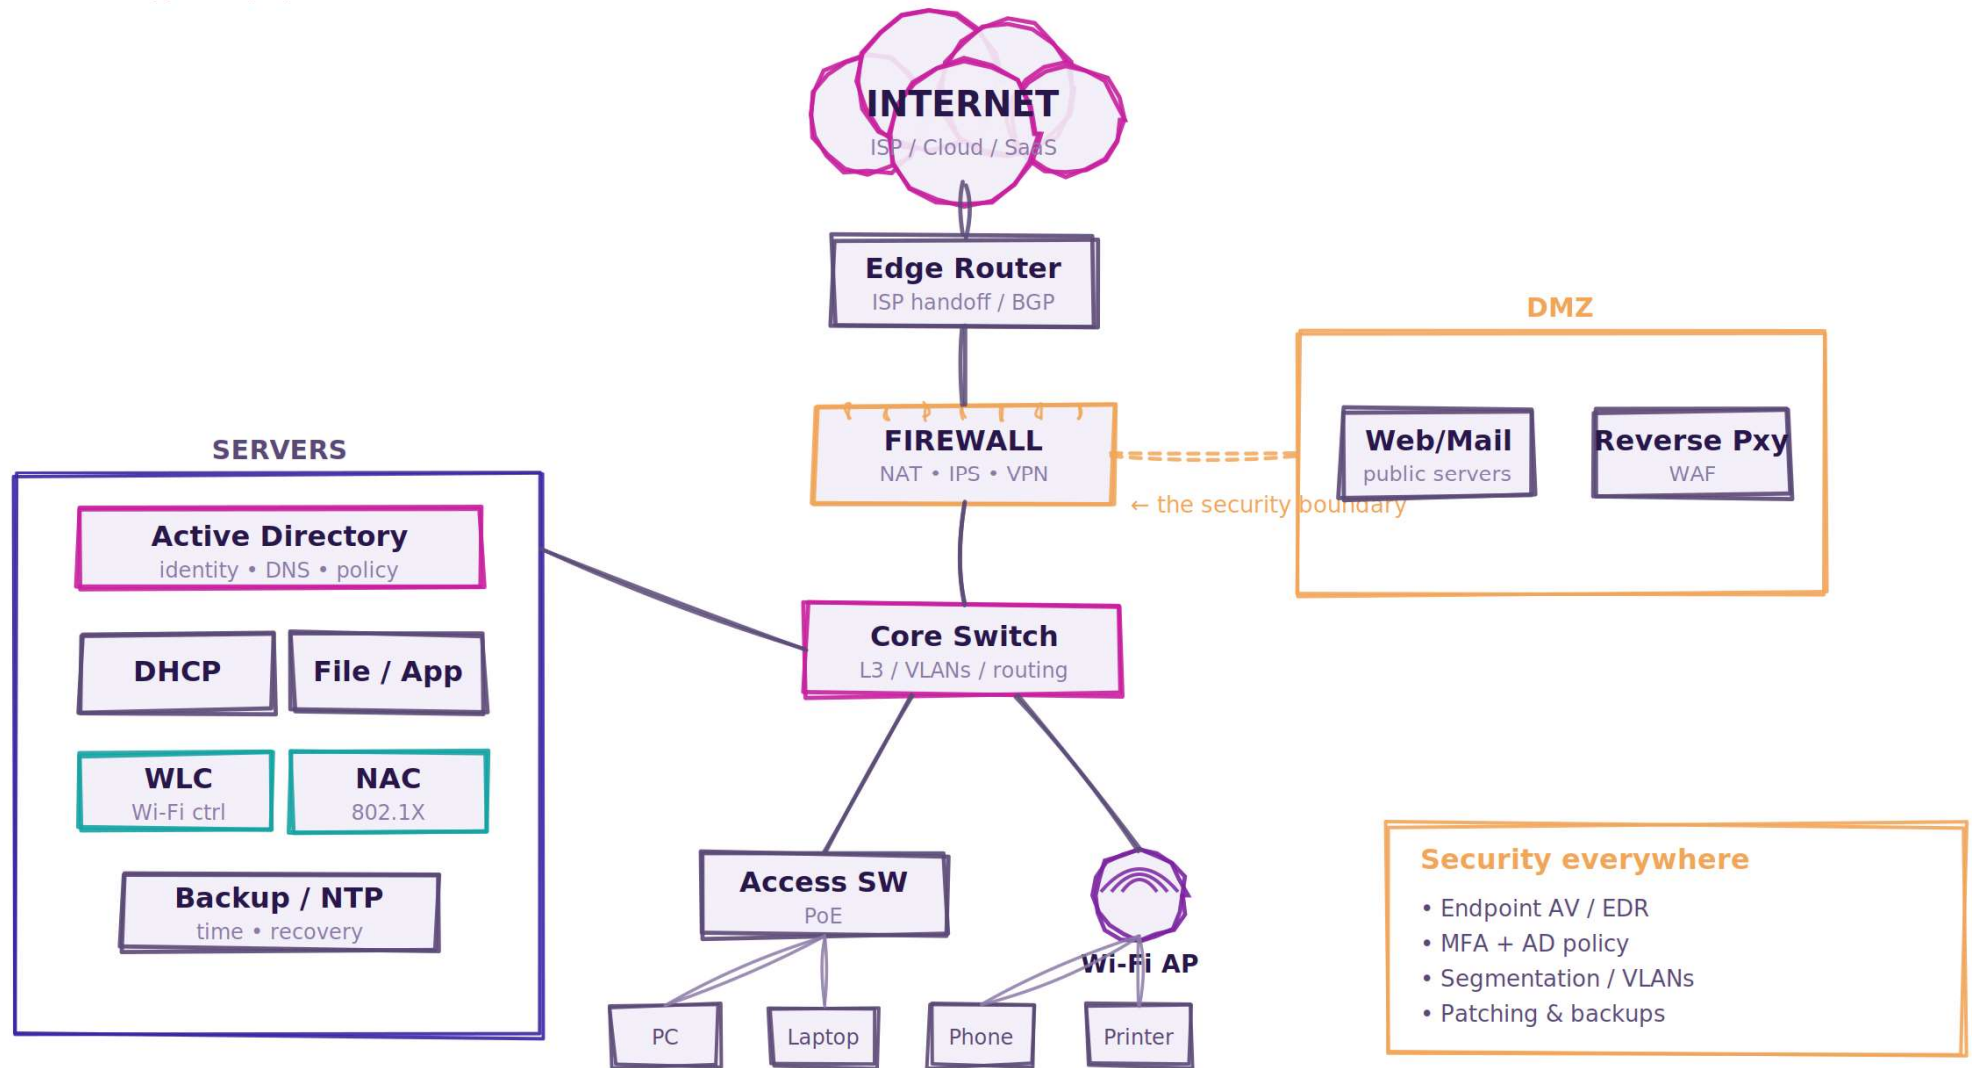 INTERNET
ISP / Cloud / SaaS
Edge Router
ISP handoff / BGP
DMZ
FIREWALL
NAT • IPS • VPN
Web/Mail
public servers
Reverse Pxy
WAF
← the security boundary
SERVERS
Active Directory
identity • DNS • policy
DHCP
File / App
WLC
Wi-Fi ctrl
NAC
802.1X
Backup / NTP
time • recovery
Core Switch
L3 / VLANs / routing
Access SW
PoE
Wi-Fi AP
PC
Laptop
Phone
Printer
Security everywhere
• Endpoint AV / EDR
• MFA + AD policy
• Segmentation / VLANs
• Patching & backups